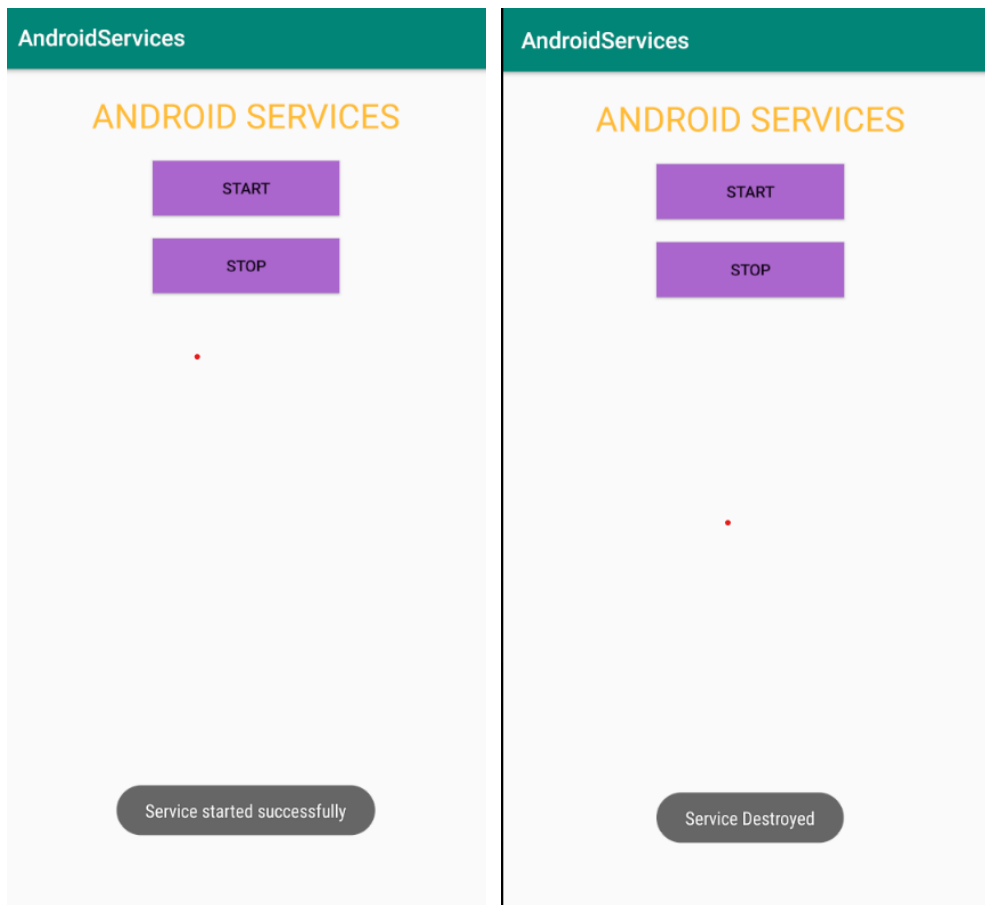 AndroidServices
ANDROID SERVICES
START
STOP
Service started successfully
AndroidServices
ANDROID SERVICES
START
STOP
Service Destroyed